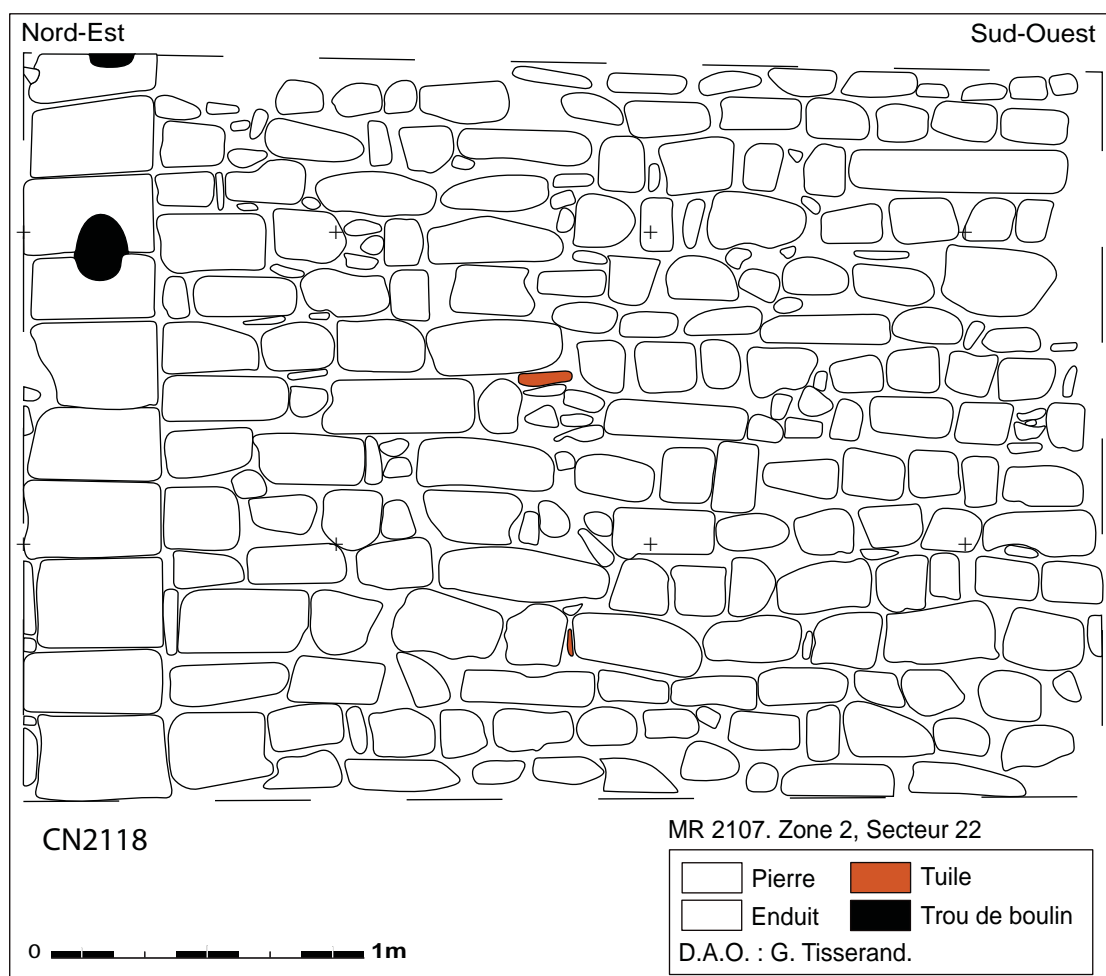 Nord-Est
Sud-Ouest
CN2118
MR 2107. Zone 2, Secteur 22
Pierre
Tuile
Enduit
Trou de boulin
D.A.O. : G. Tisserand.
0
1m